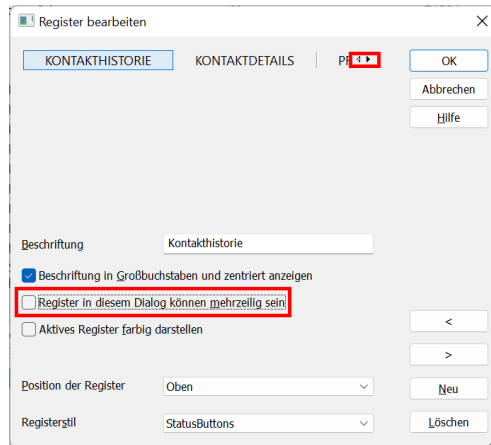 Register bearbeiten
KONTAKTHISTORIE KONTAKTDETAILS
OK
Abbrechen
Hilfe
Beschriftung Kontakthistorie
Beschriftung in Großbuchstaben und zentriert anzeigen
Register in diesem Dialog können mehrzeilig sein
Aktives Register farbig darstellen
<
>
Position der Register Oben
Neu
Registerstil StatusButtons
Löschen